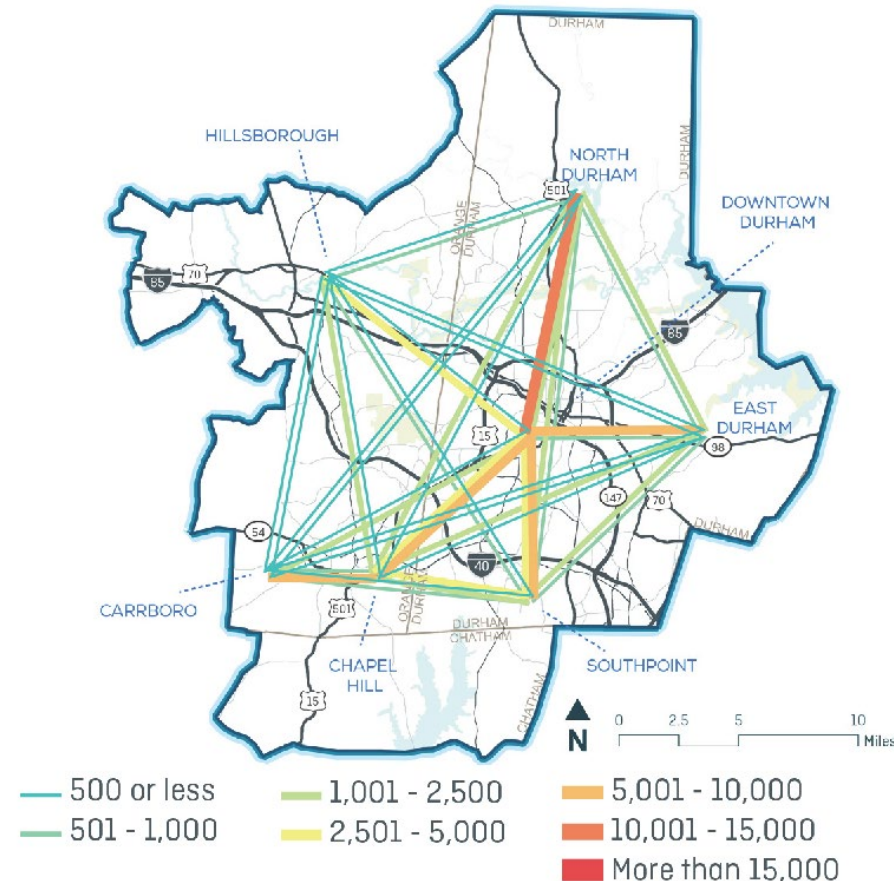 DURHAM
HILLSBOROUGH
NORTH
DURHAM
DURHAM
501
DOWNTOWN
DURHAM
ORANGE
DURHAM
85
70
85
EAST
DURHAM
15
98
147
70
DURHAM
54
40
CARRBORO
501
ORANGE
DURHAM
DURHAM
CHATHAM
CHAPEL
HILL
SOUTHPOINT
15
CHATHAM
N
0 2.5 5 10
Miles
500 or less
501 - 1,000
1,001 - 2,500
2,501 - 5,000
5,001 - 10,000
10,001 - 15,000
More than 15,000